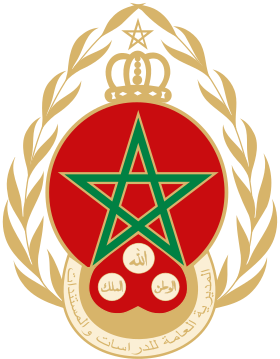 الله
الوطن
الملك
المديرية العامة للدراسات والمستندات